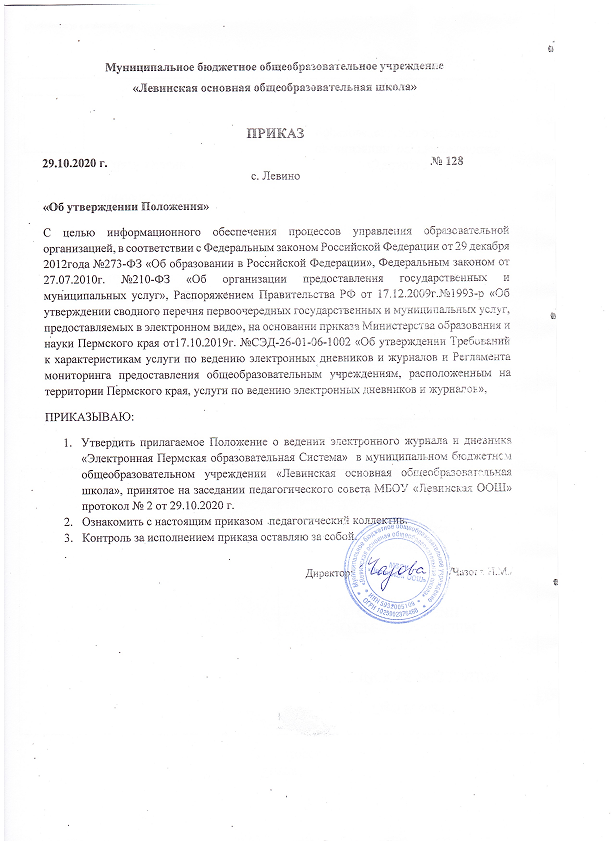 Муниципальное бюджетное общеобразовательное учреждение
«Левинская основная общеобразовательная школа»
ПРИКАЗ
29.10.2020 г. № 128
с. Левино
«Об утверждении Положения»
С целью информационного обеспечения процессов управления образовательной
организацией, в соответствии с Федеральным законом Российской Федерации от 29 декабря
2012года №273-ФЗ «Об образовании в Российской Федерации», Федеральным законом от
27.07.2010г. №210-ФЗ «Об организации предоставления государственных и
муниципальных услуг», Распоряжением Правительства РФ от 17.12.2009г.№1993-р «Об
утверждении сводного перечня первоочередных государственных и муниципальных услуг,
предоставляемых в электронном виде», на основании приказа Министерства образования и
науки Пермского края от17.10.2019г. №СЭД-26-01-06-1002 «Об утверждении Требований
к характеристикам услуги по ведению электронных дневников и журналов и Регламента
мониторинга предоставления общеобразовательным учреждениям, расположенным на
территории Пермского края, услуги по ведению электронных дневников и журналов»,
ПРИКАЗЫВАЮ:
1. Утвердить прилагаемое Положение о ведении электронного журнала и дневника
«Электронная Пермская образовательная Система» в муниципальном бюджетном
общеобразовательном учреждении «Левинская основная общеобразовательная
школа», принятое на заседании педагогического совета МБОУ «Левинская ООШ»
протокол № 2 от 29.10.2020 г.
2. Ознакомить с настоящим приказом педагогический коллектив.
3. Контроль за исполнением приказа оставляю за собой.
Директор: Чазова